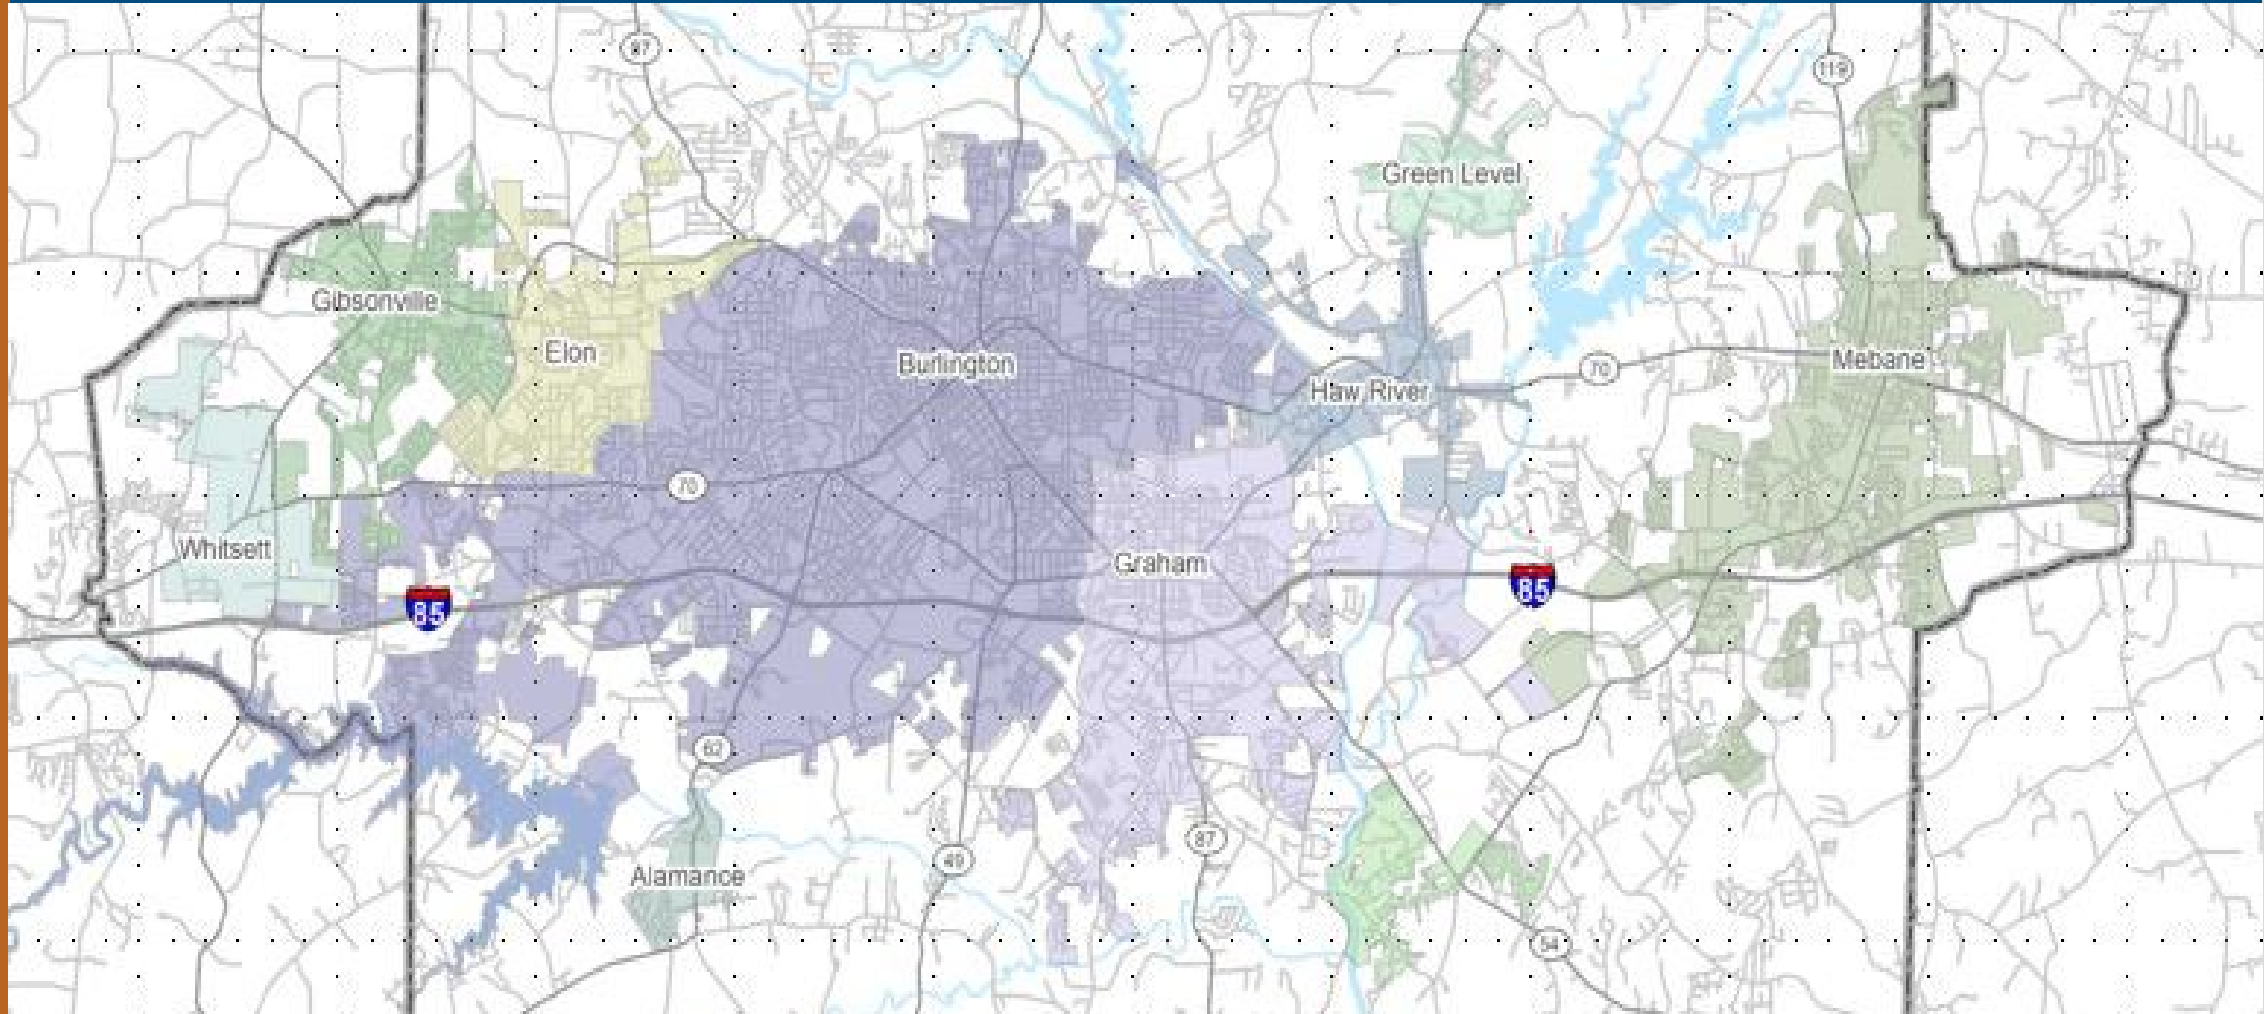 87
119
Green Level
Gibsonville
Elon
Burlington
Haw River
70
Mebane
70
Whitsett
Graham
85
85
62
Alamance
49
87
54